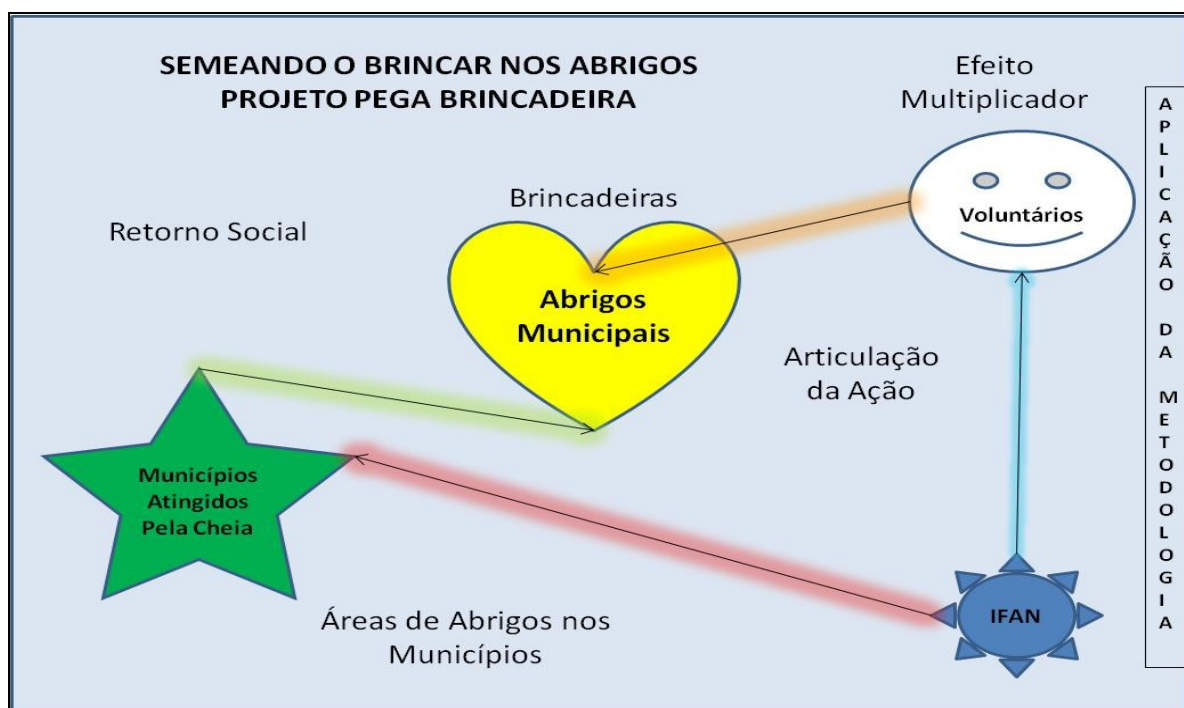 SEMEANDO O BRINCAR NOS ABRIGOS
PROJETO PEGA BRINCADEIRA
Efeito
Multiplicador
Voluntários
Brincadeiras
Retorno Social
Abrigos
Municipais
Articulação
da Ação
Municípios
Atingidos
Pela Cheia
IFAN
Áreas de Abrigos nos
Municípios
APLICAÇÃO DA METODOLOGIA